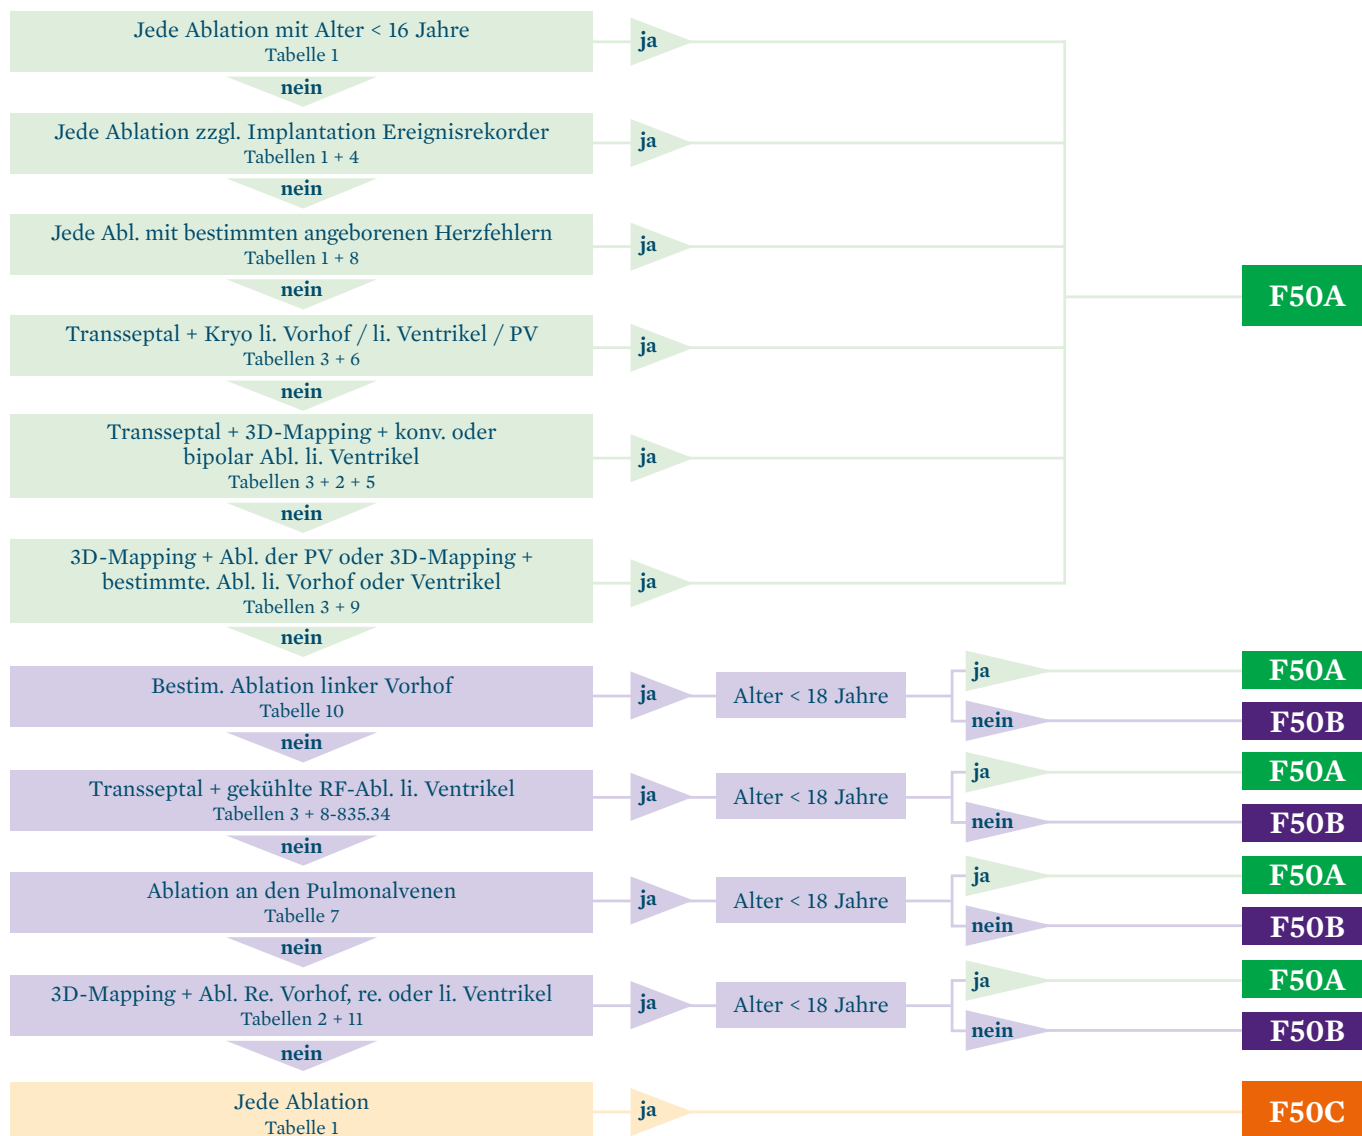 Jede Ablation mit Alter < 16 Jahre
Tabelle 1
ja
nein
Jede Ablation zzgl. Implantation Ereignisrekorder
Tabellen 1 + 4
ja
nein
Jede Abl. mit bestimmten angeborenen Herzfehlern
Tabellen 1 + 8
ja
nein
F50A
Transseptal + Kryo li. Vorhof / li. Ventrikel / PV
Tabellen 3 + 6
ja
nein
Transseptal + 3D-Mapping + konv. oder
bipolar Abl. li. Ventrikel
Tabellen 3 + 2 + 5
ja
nein
3D-Mapping + Abl. der PV oder 3D-Mapping +
bestimmte. Abl. li. Vorhof oder Ventrikel
Tabellen 3 + 9
ja
nein
Bestim. Ablation linker Vorhof
Tabelle 10
ja
Alter < 18 Jahre
ja
F50A
nein
F50B
nein
Transseptal + gekühlte RF-Abl. li. Ventrikel
Tabellen 3 + 8-835.34
ja
Alter < 18 Jahre
ja
F50A
nein
F50B
nein
Ablation an den Pulmonalvenen
Tabelle 7
ja
Alter < 18 Jahre
ja
F50A
nein
F50B
nein
3D-Mapping + Abl. Re. Vorhof, re. oder li. Ventrikel
Tabellen 2 + 11
ja
Alter < 18 Jahre
ja
F50A
nein
F50B
nein
Jede Ablation
Tabelle 1
ja
F50C